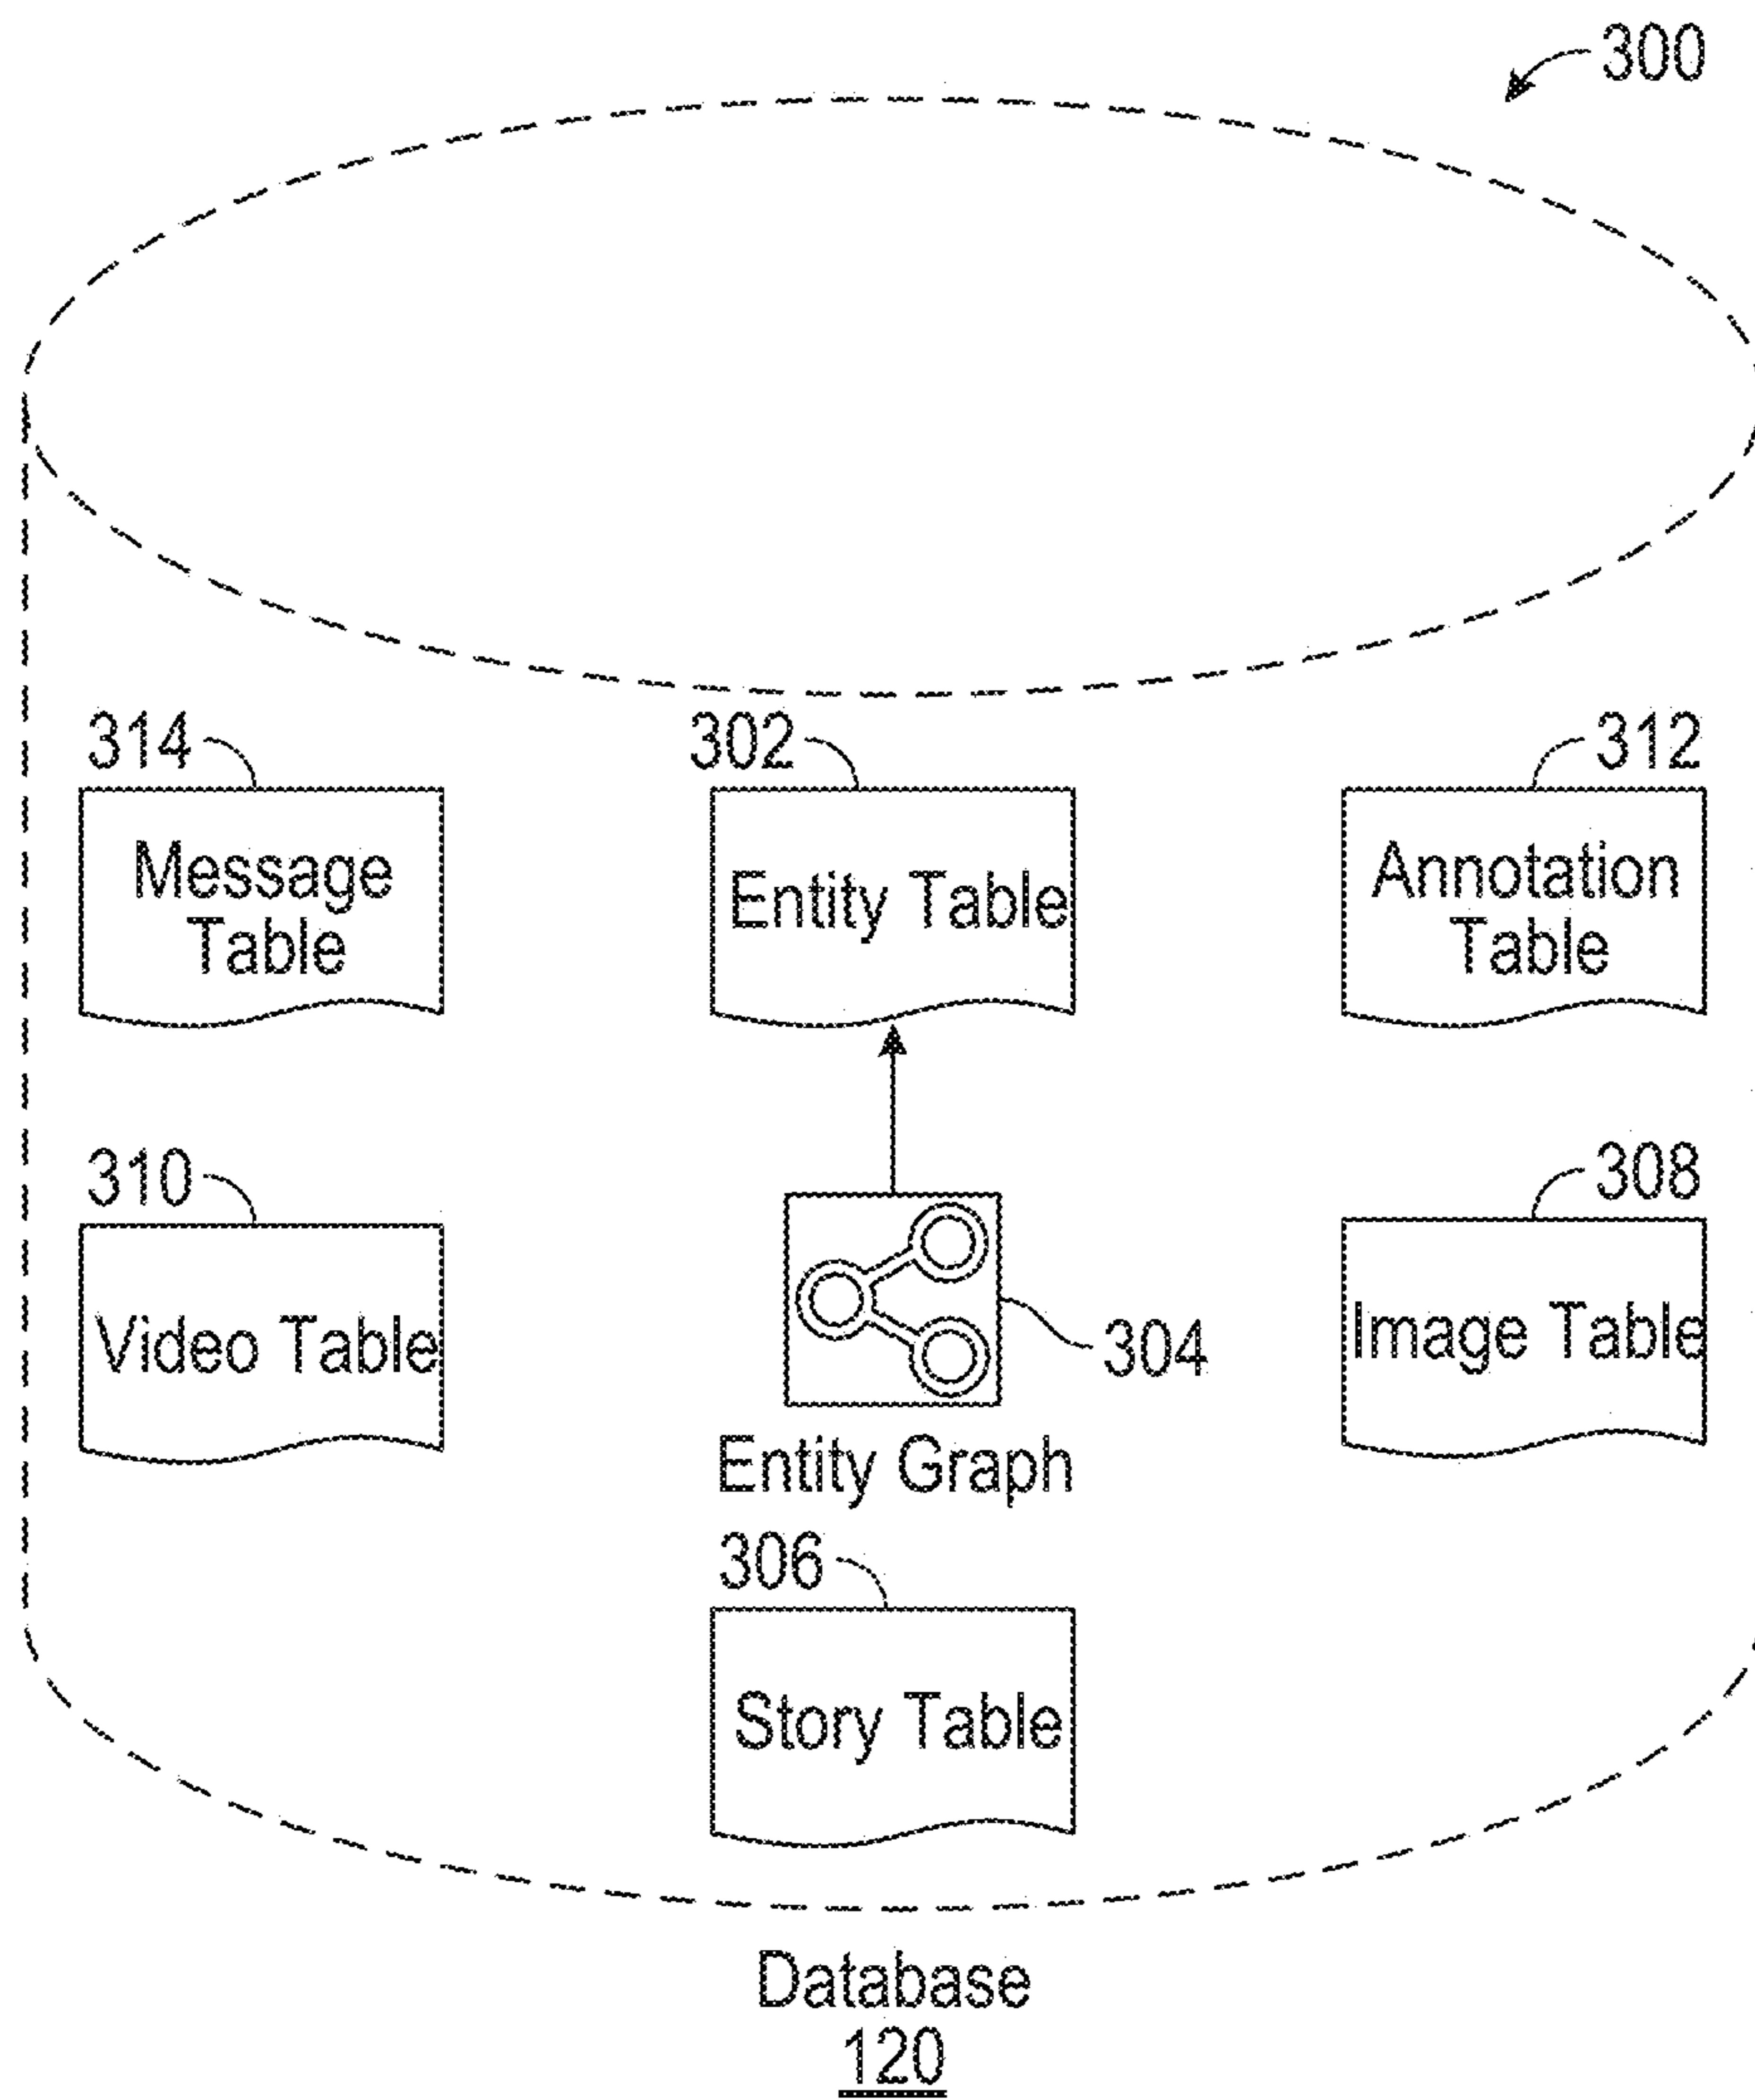 300
314
302
312
Message
Table
Entity Table
Annotation
Table
310
308
Video Table
304
Image Table
Entity Graph
306
Story Table
Database
120